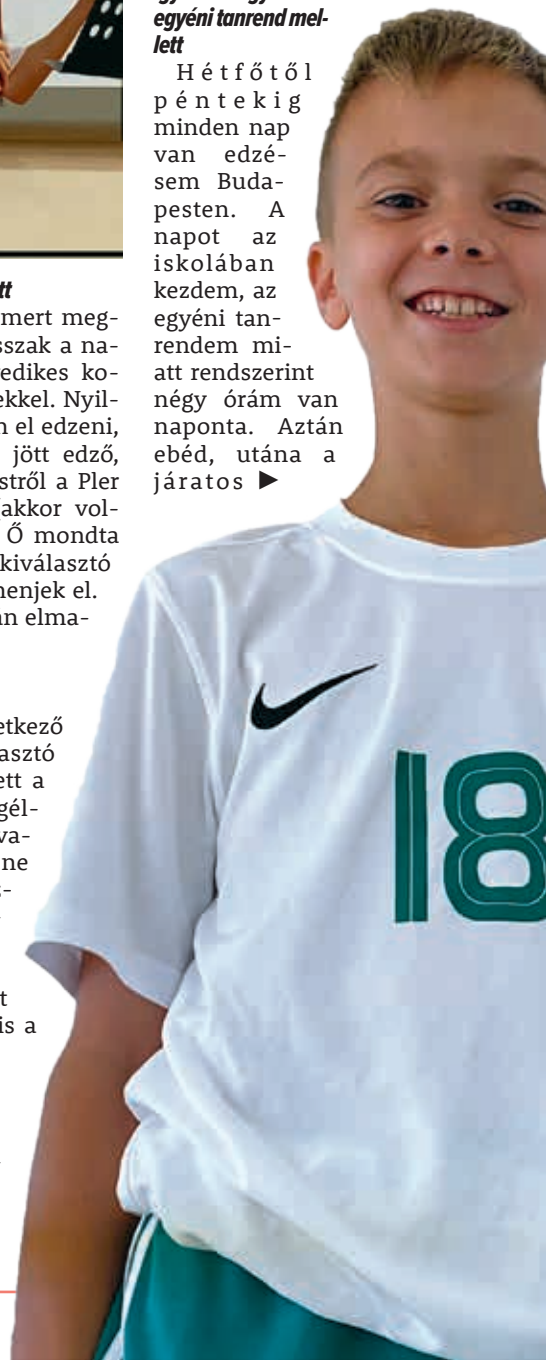 tt
mert meg-
sszak a na-
edikes ko-
ekkel. Nyil-
n el edzeni,
jött edző,
stről a Pler
akkor vol-
Ő mondta
kiválasztó
nenjek el.
an elma-
etkező
asztó
ett a
gél-
va-
ne
z-
t
is a
egyéni tanrend mel-
lett
Hétfőtől
péntekig
minden nap
van edzé-
sem Buda-
pesten. A
napot az
iskolában
kezdem, az
egyéni tan-
rendem mi-
att rendszerint
négy órám van
naponta. Aztán
ebéd, utána a
járatos ►
18